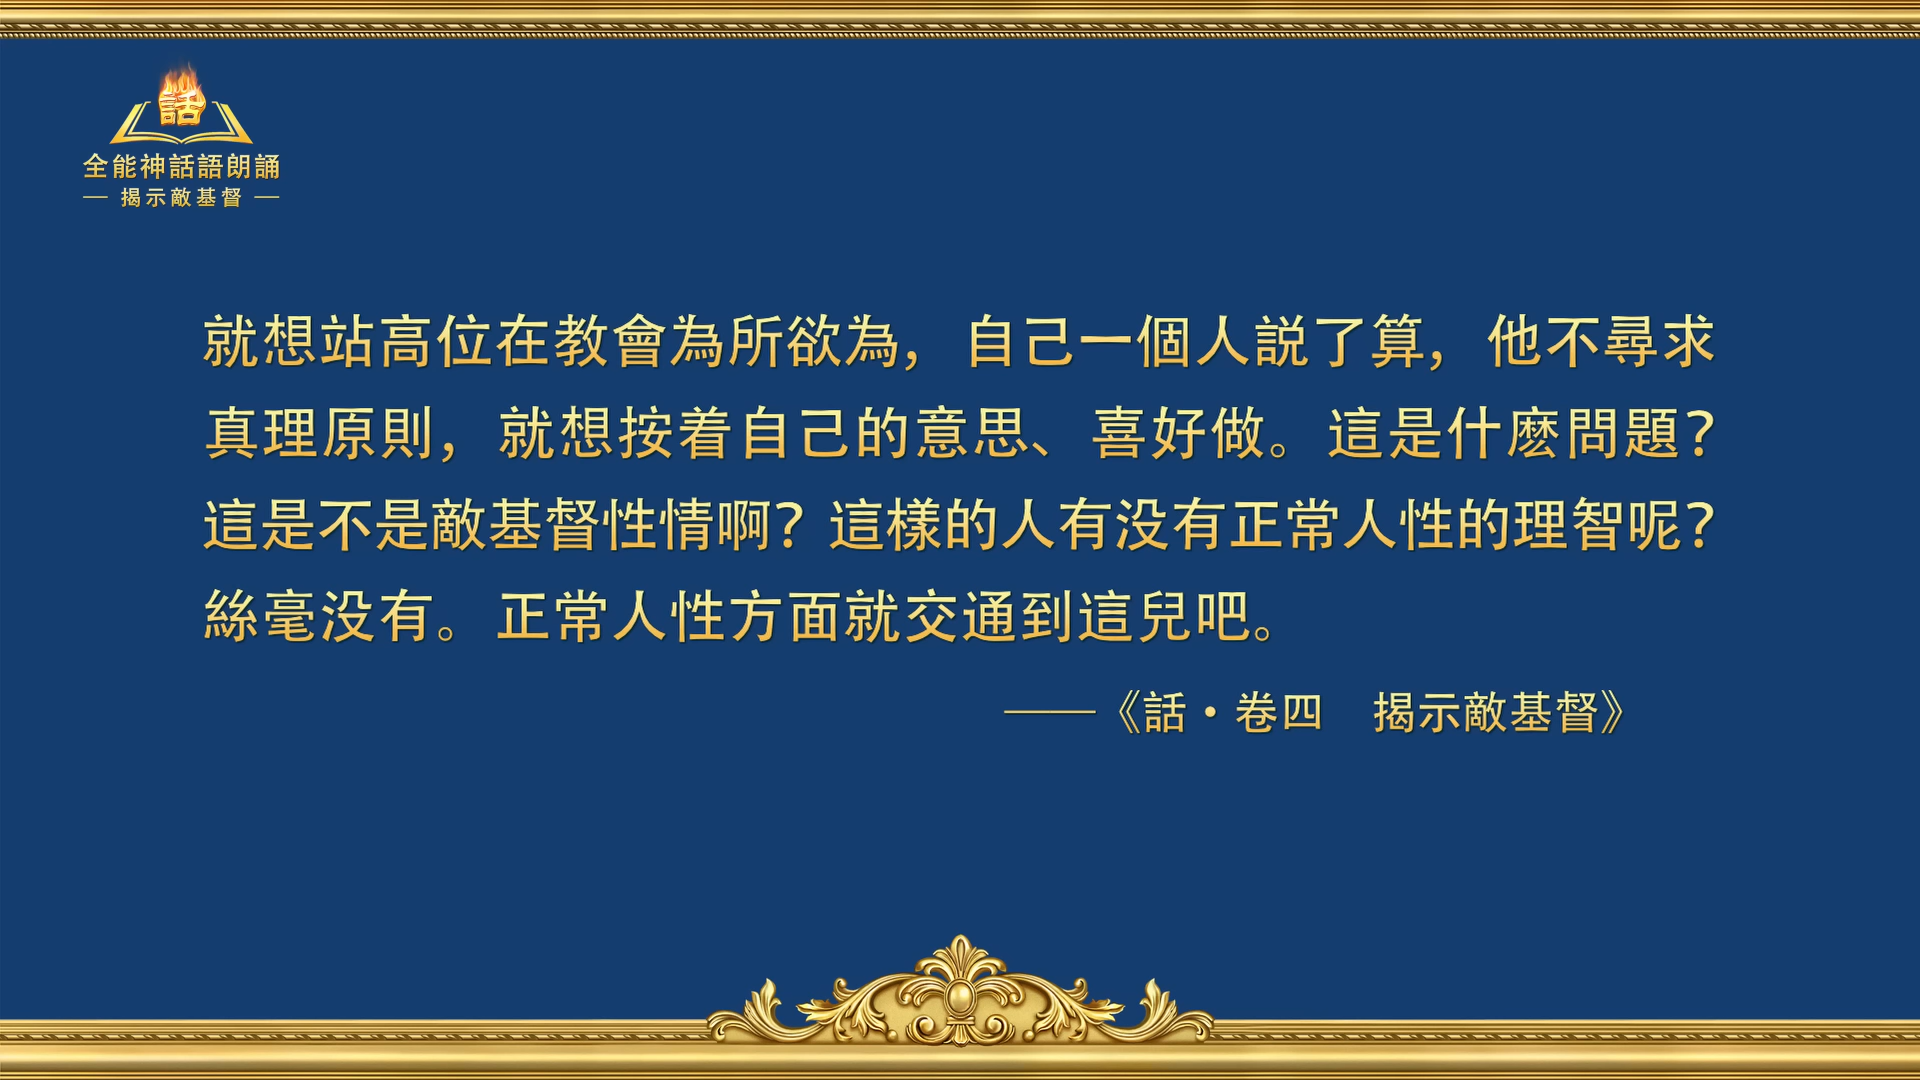 話
全能神話語朗誦
— 揭示敵基督 —
就想站高位在教會為所欲為，自己一個人説了算，他不尋求
真理原則，就想按着自己的意思、喜好做。這是什麽問題？
這是不是敵基督性情啊？這樣的人有没有正常人性的理智呢？
絲毫没有。正常人性方面就交通到這兒吧。
——《話・卷四　揭示敵基督》